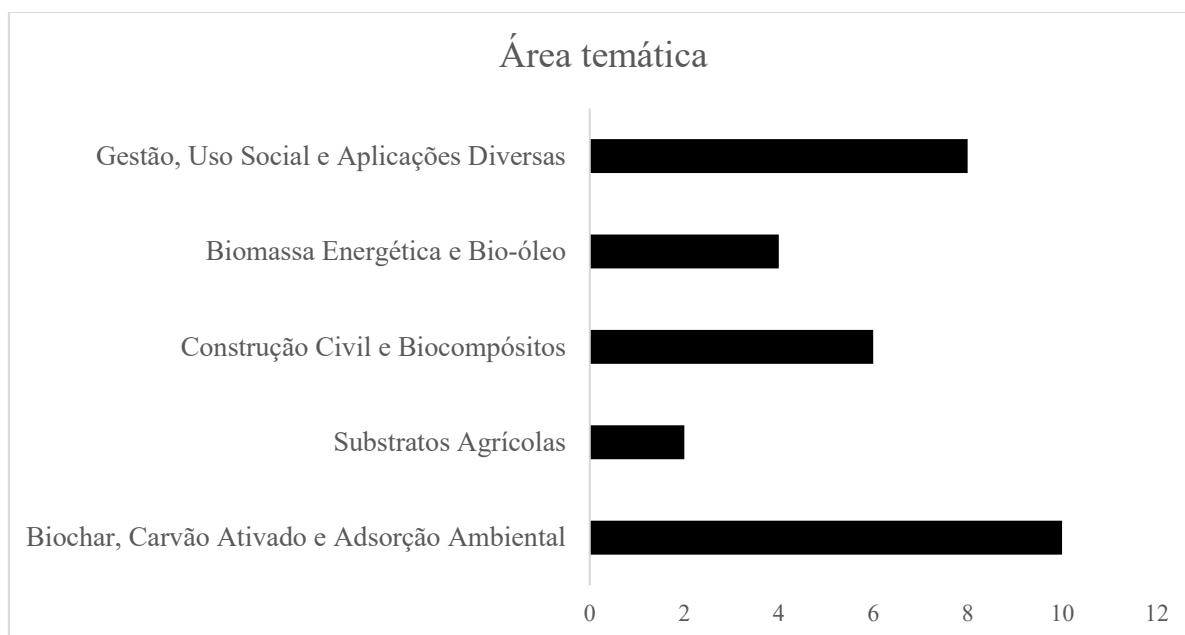 Área temática
Gestão, Uso Social e Aplicações Diversas
Biomassa Energética e Bio-óleo
Construção Civil e Biocompósitos
Substratos Agrícolas
Biochar, Carvão Ativado e Adsorção Ambiental
0 2 4 6 8 10 12